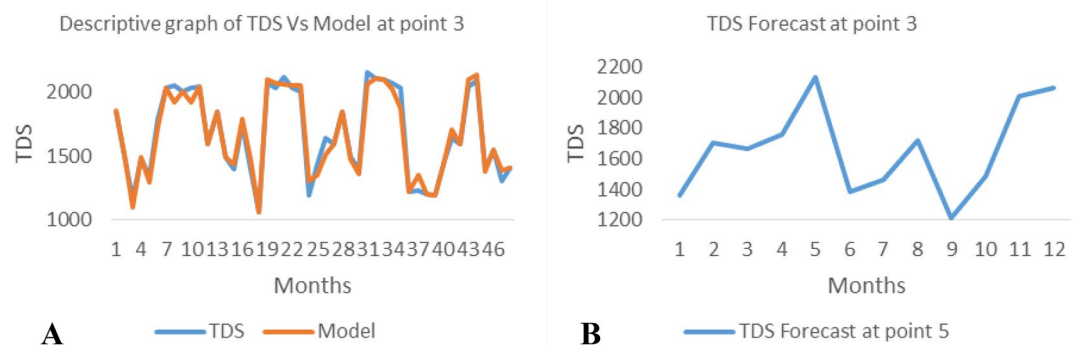 Descriptive graph of TDS Vs Model at point 3
TDS
2000
1500
1000
1 4 7 10 13 16 19 22 25 28 31 34 37 40 43 46
Months
TDS Model
A
TDS Forecast at point 3
TDS
2200
2000
1800
1600
1400
1200
1 2 3 4 5 6 7 8 9 10 11 12
Months
TDS Forecast at point 5
B